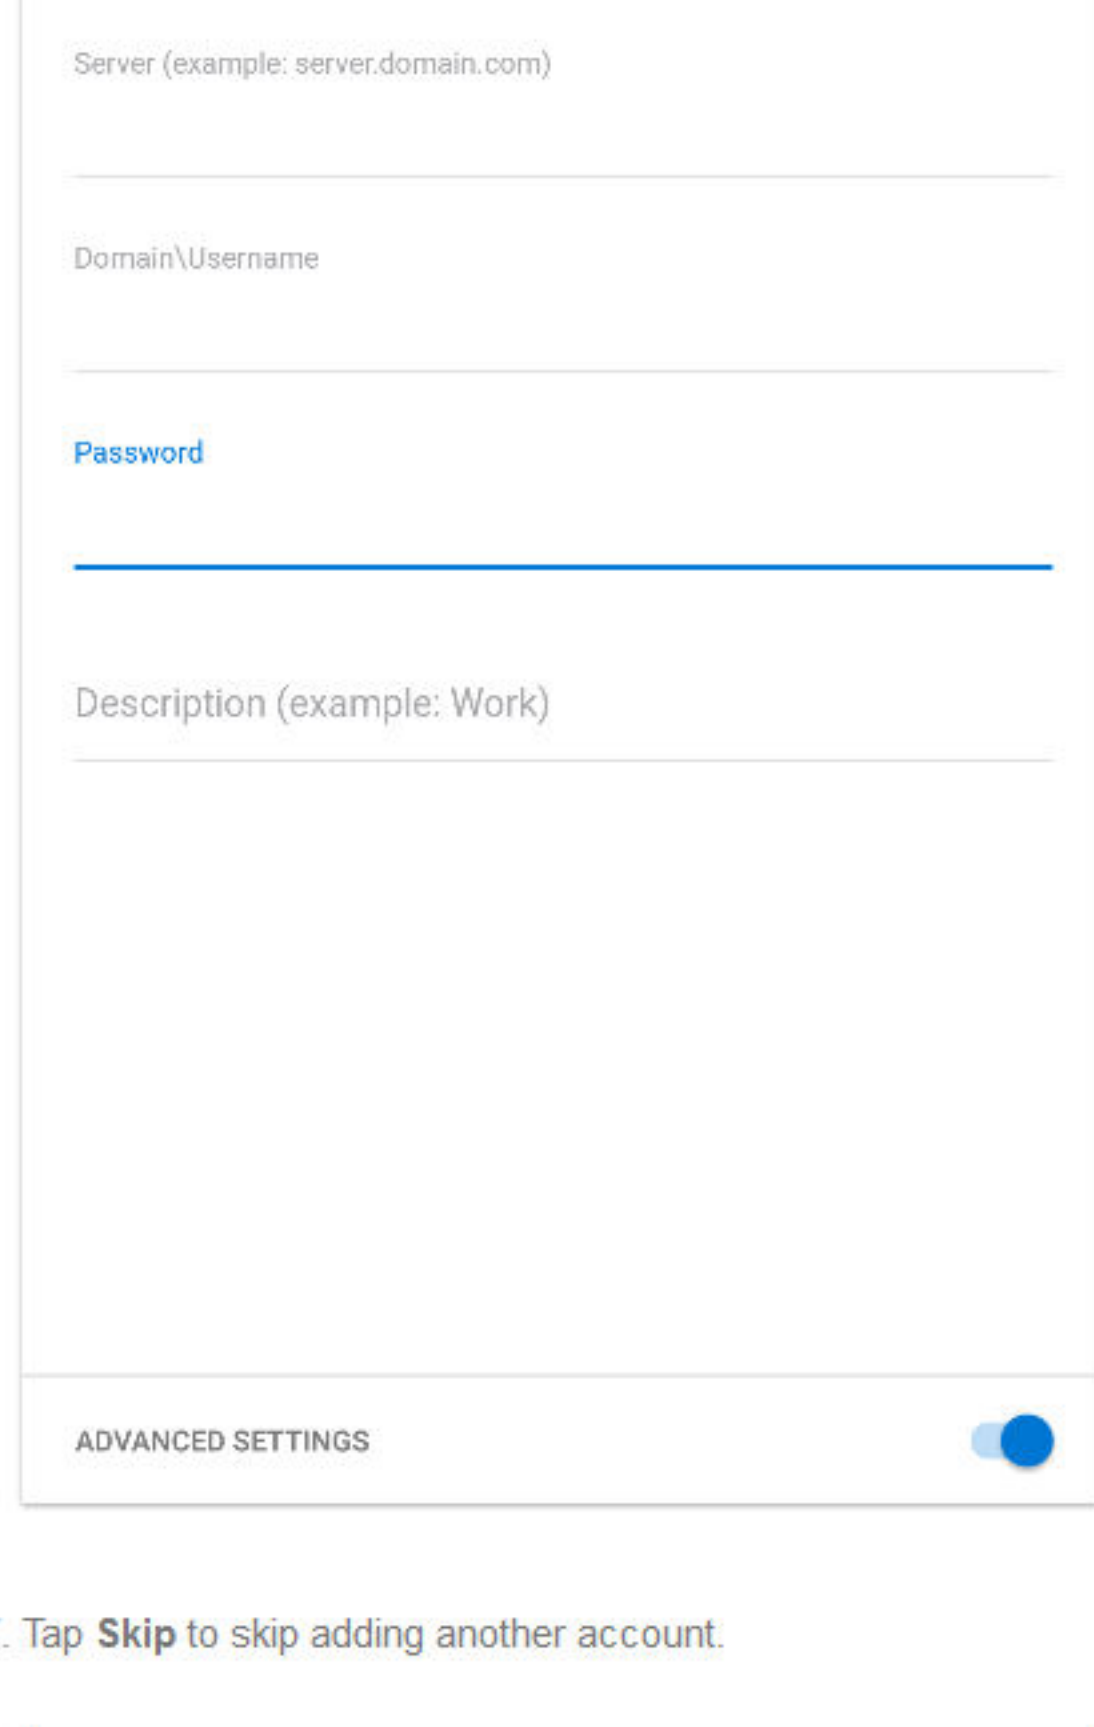 Server (example: server.domain.com)
Domain\Username
Password
Description (example: Work)
ADVANCED SETTINGS
. Tap Skip to skip adding another account.